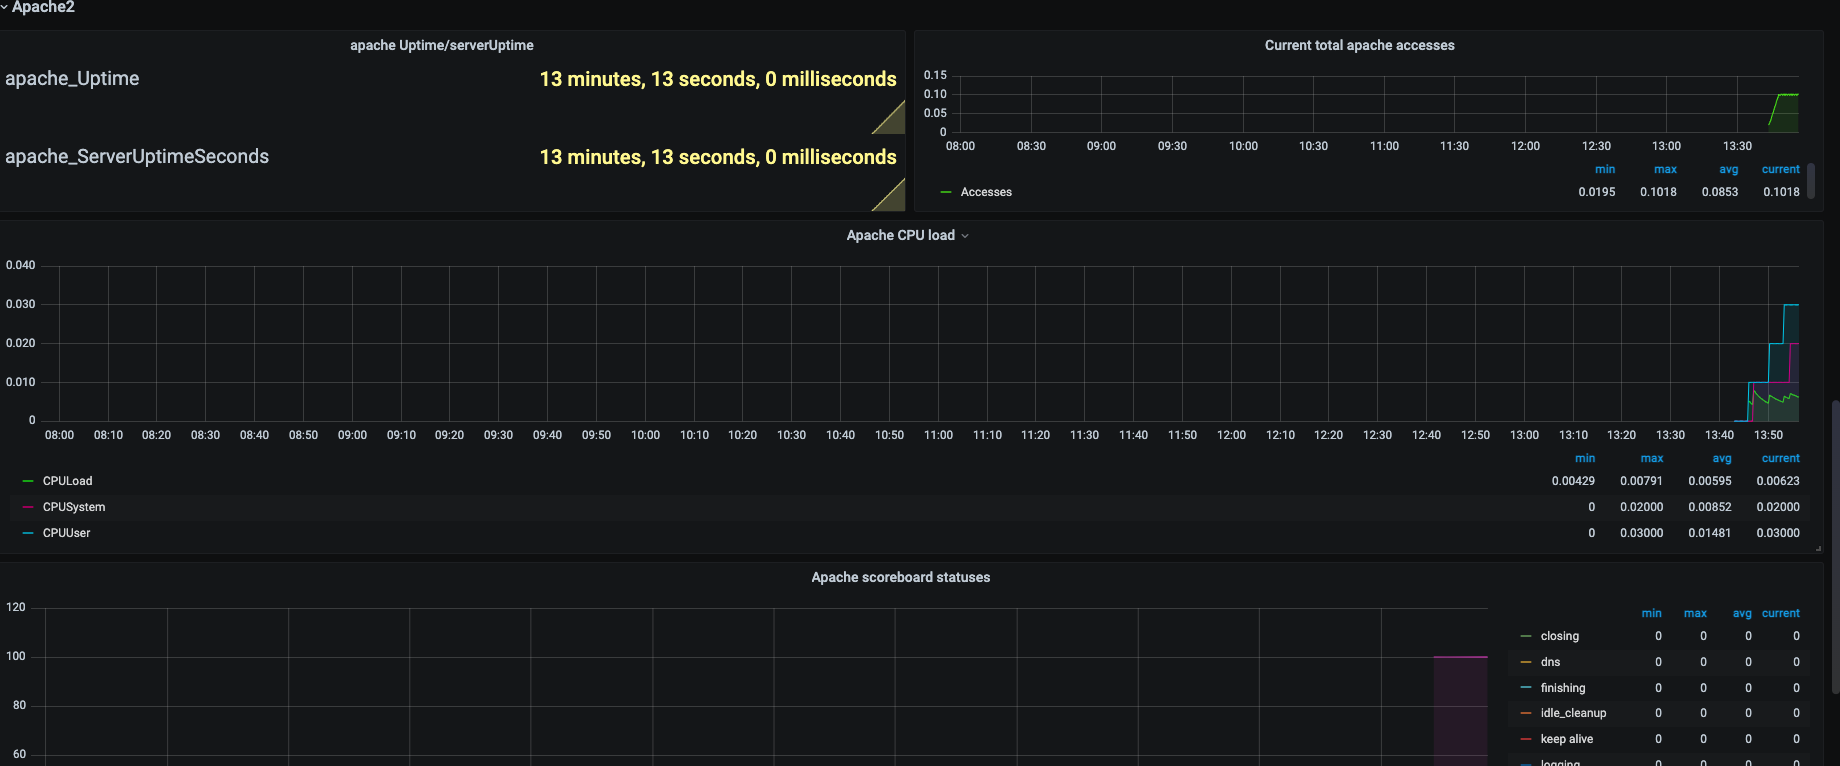 Apache2
apache Uptime/serverUptime
apache_Uptime 13 minutes, 13 seconds, 0 milliseconds
apache_ServerUptimeSeconds 13 minutes, 13 seconds, 0 milliseconds
Current total apache accesses
0.15
0.10
0.05
0
08:00 08:30 09:00 09:30 10:00 10:30 11:00 11:30 12:00 12:30 13:00 13:30
min max avg current
Accesses 0.0195 0.1018 0.0853 0.1018
Apache CPU load
0.040
0.030
0.020
0.010
0
08:00 08:10 08:20 08:30 08:40 08:50 09:00 09:10 09:20 09:30 09:40 09:50 10:00 10:10 10:20 10:30 10:40 10:50 11:00 11:10 11:20 11:30 11:40 11:50 12:00 12:10 12:20 12:30 12:40 12:50 13:00 13:10 13:20 13:30 13:40 13:50
min max avg current
CPULoad 0.00429 0.00791 0.00595 0.00623
CPUSystem 0 0.02000 0.00852 0.02000
CPUUser 0 0.03000 0.01481 0.03000
Apache scoreboard statuses
120
100
80
60
min max avg current
closing 0 0 0 0
dns 0 0 0 0
finishing 0 0 0 0
idle_cleanup 0 0 0 0
keep alive 0 0 0 0
logging 0 0 0 0